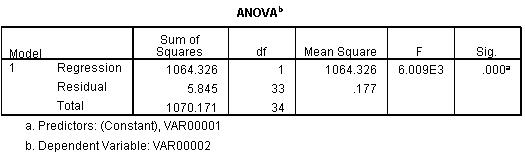 ANOVAb
Model Sum of Squares df Mean Square F Sig.
1 Regression 1064.326 1 1064.326 6.009E3 .000a
Residual 5.845 33 .177
Total 1070.171 34
a. Predictors: (Constant), VAR00001
b. Dependent Variable: VAR00002